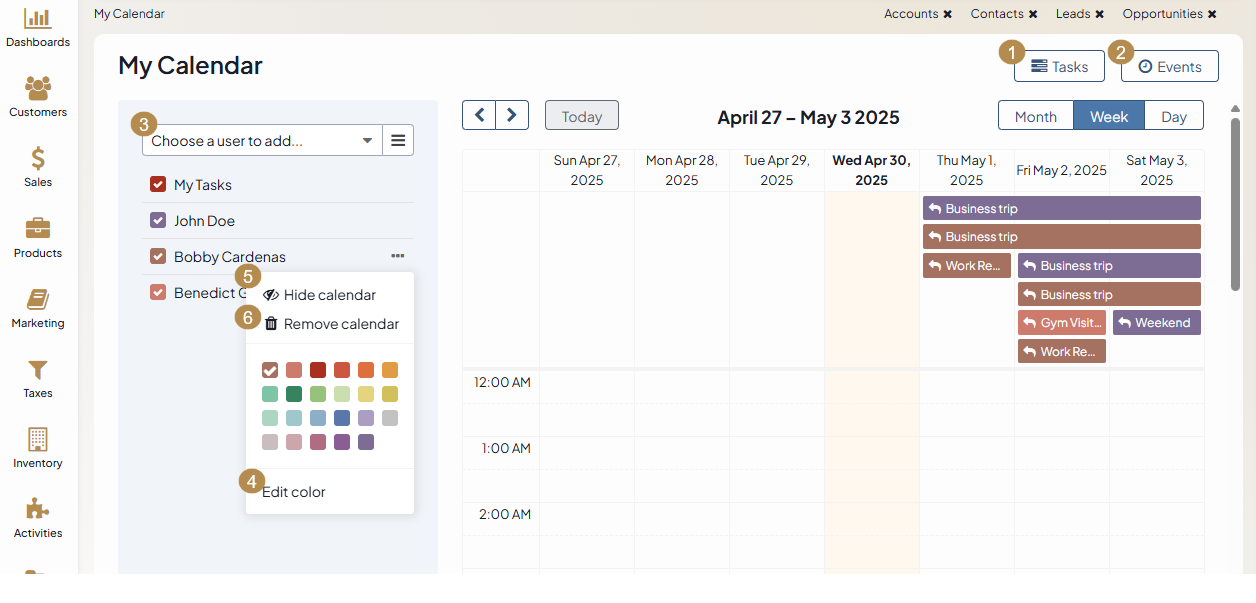 Dashboards
Customers
Sales
Products
Marketing
Taxes
Inventory
Activities
My Calendar
Accounts ✖ Contacts ✖ Leads ✖ Opportunities ✖
My Calendar
1 Tasks
2 Events
3
Choose a user to add...
My Tasks
John Doe
Bobby Cardenas
Benedict G
5
Hide calendar
6
Remove calendar
4
Edit color
Today
April 27 – May 3 2025
Month Week Day
Sun Apr 27, 2025
Mon Apr 28, 2025
Tue Apr 29, 2025
Wed Apr 30, 2025
Thu May 1, 2025
Fri May 2, 2025
Sat May 3, 2025
Business trip
Business trip
Work Re... Business trip
Business trip
Gym Visit... Weekend
Work Re...
12:00 AM
1:00 AM
2:00 AM